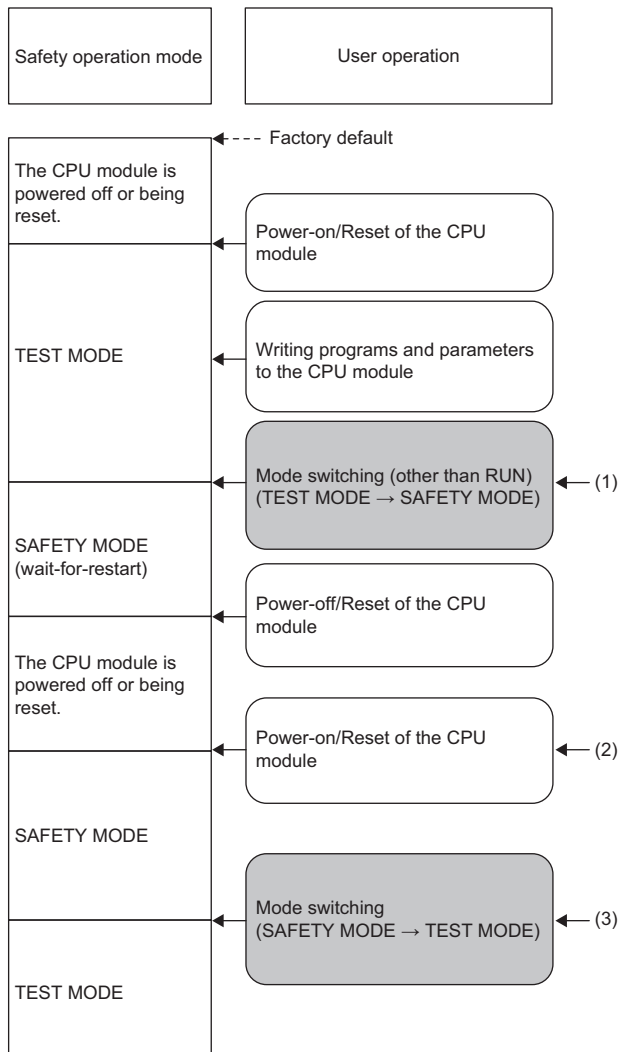 Safety operation mode
User operation
Factory default
The CPU module is
powered off or being
reset.
Power-on/Reset of the CPU
module
TEST MODE
Writing programs and parameters
to the CPU module
Mode switching (other than RUN)
(TEST MODE → SAFETY MODE)
(1)
SAFETY MODE
(wait-for-restart)
Power-off/Reset of the CPU
module
The CPU module is
powered off or being
reset.
Power-on/Reset of the CPU
module
(2)
SAFETY MODE
Mode switching
(SAFETY MODE → TEST MODE)
(3)
TEST MODE